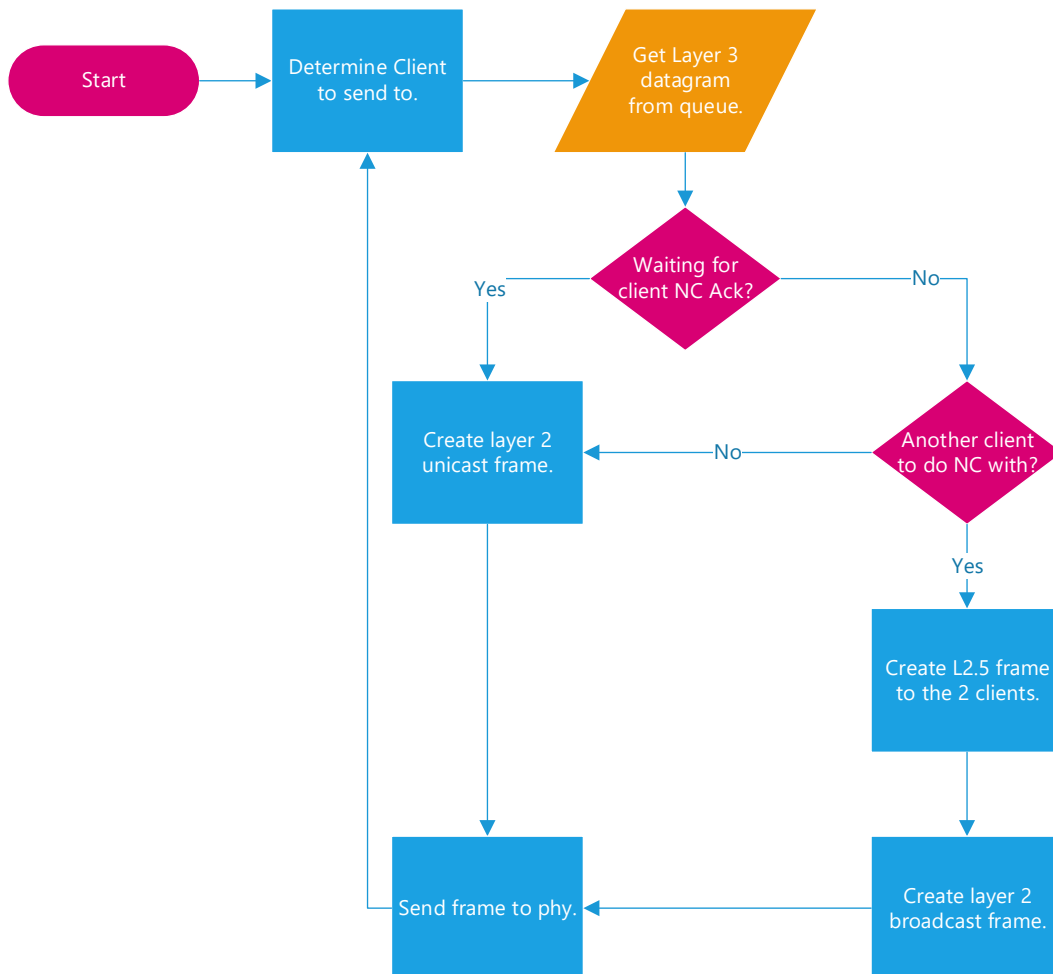 Start
Determine Client
to send to.
Get Layer 3
datagram
from queue.
Waiting for
client NC Ack?
Yes
No
Create layer 2
unicast frame.
No
Another client
to do NC with?
Yes
Create L2.5 frame
to the 2 clients.
Send frame to phy.
Create layer 2
broadcast frame.